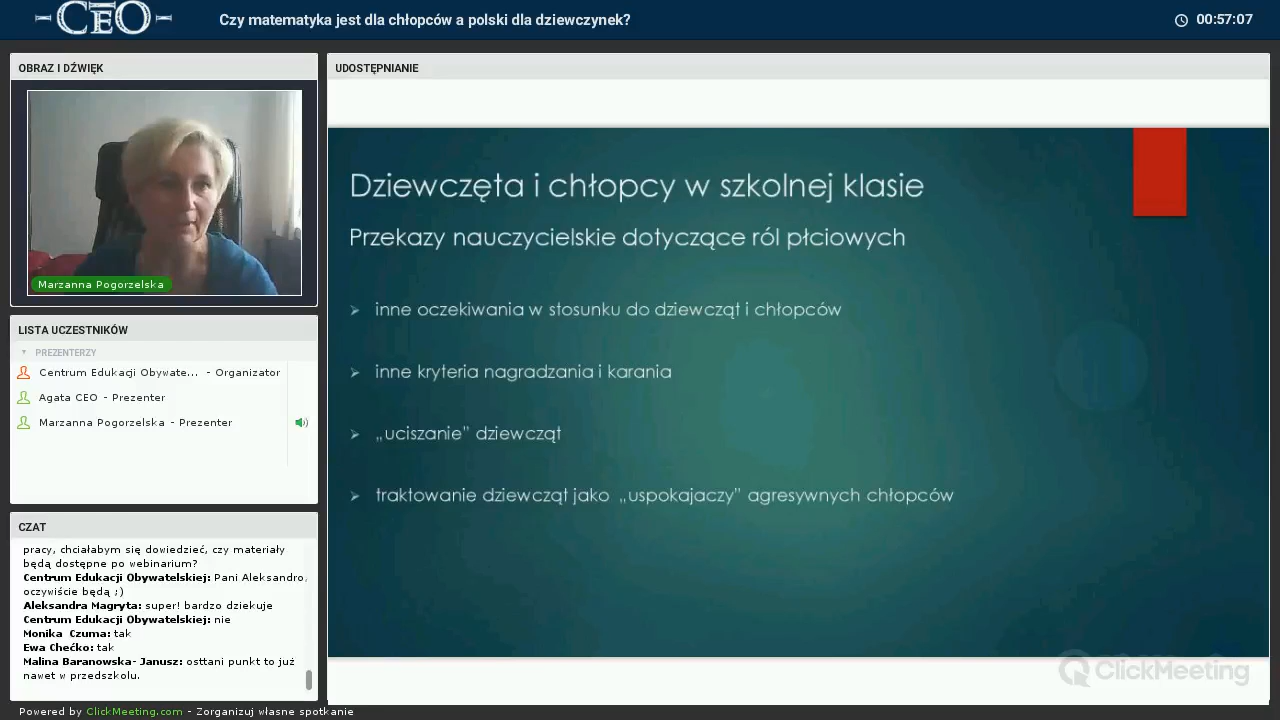 CEO
Czy matematyka jest dla chłopców a polski dla dziewczynek?
00:57:07
OBRAZ I DŹWIĘK
Marzanna Pogorzelska
LISTA UCZESTNIKÓW
PREZENTERZY
Centrum Edukacji Obywate... - Organizator
Agata CEO - Prezenter
Marzanna Pogorzelska - Prezenter
CZAT
pracy, chciałabym się dowiedzieć, czy materiały
będą dostępne po webinarium?
Centrum Edukacji Obywatelskiej: Pani Aleksandro,
oczywiście będą ;)
Aleksandra Magryta: super! bardzo dziekuje
Centrum Edukacji Obywatelskiej: nie
Monika Czuma: tak
Ewa Chećko: tak
Malina Baranowska- Janusz: osttani punkt to już
nawet w przedszkolu.
UDOSTĘPNIANIE
Dziewczęta i chłopcy w szkolnej klasie
Przekazy nauczycielskie dotyczące ról płciowych
inne oczekiwania w stosunku do dziewcząt i chłopców
inne kryteria nagradzania i karania
„uciszanie” dziewcząt
traktowanie dziewcząt jako „uspokajaczy” agresywnych chłopców
ClickMeeting
Powered by ClickMeeting.com - Zorganizuj własne spotkanie